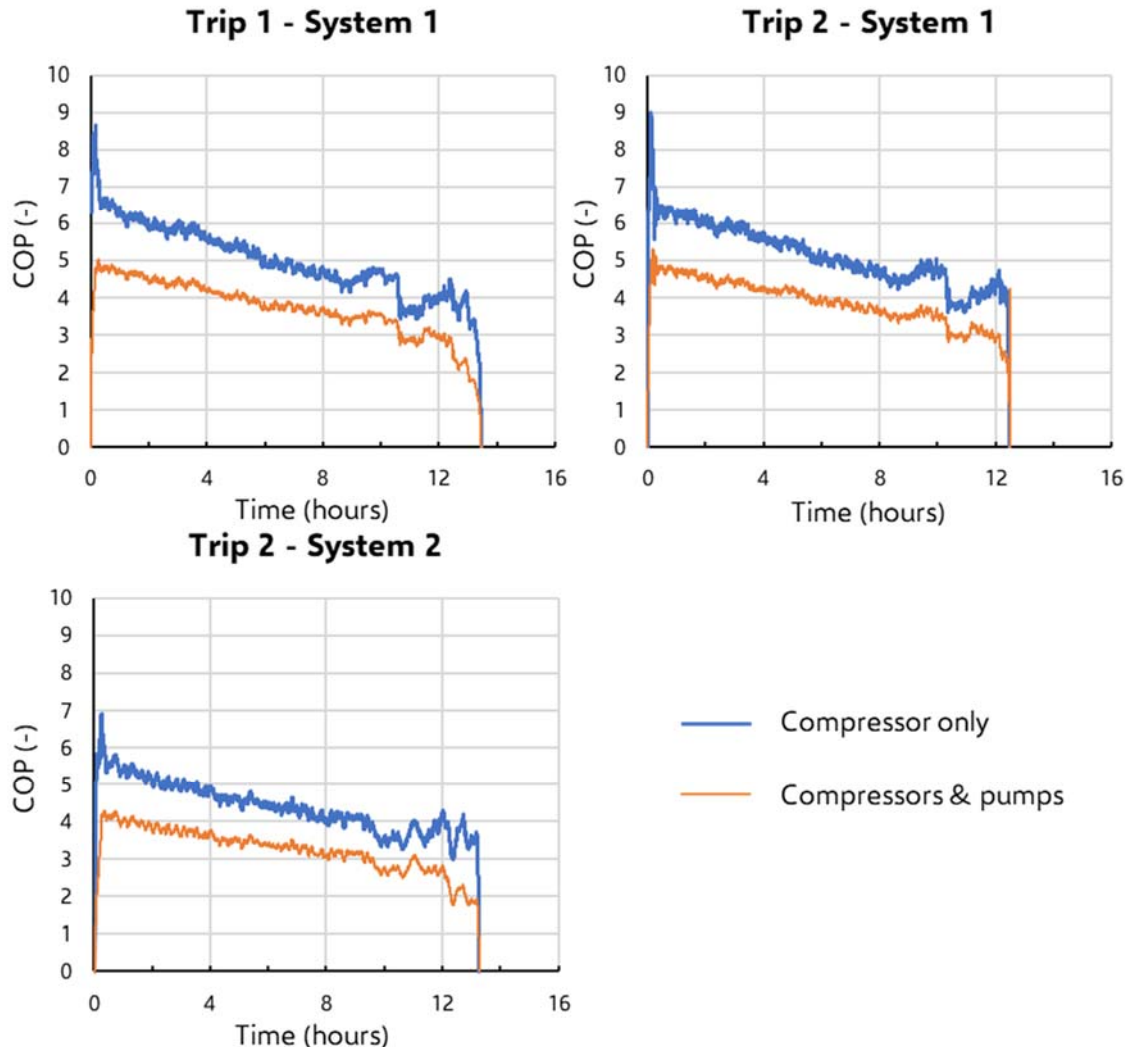 Trip 1 - System 1
10
9
8
7
6
5
4
3
2
1
0
COP (-)
0 4 8 12 16
Time (hours)
Trip 2 - System 1
10
9
8
7
6
5
4
3
2
1
0
COP (-)
0 4 8 12 16
Time (hours)
Trip 2 - System 2
10
9
8
7
6
5
4
3
2
1
0
COP (-)
0 4 8 12 16
Time (hours)
Compressor only
Compressors & pumps